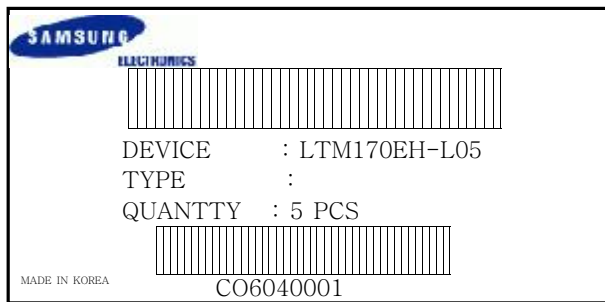 SAMSUNG
ELECTRONICS
DEVICE : LTM170EH-L05
TYPE :
QUANTTY : 5 PCS
MADE IN KOREA
CO6040001